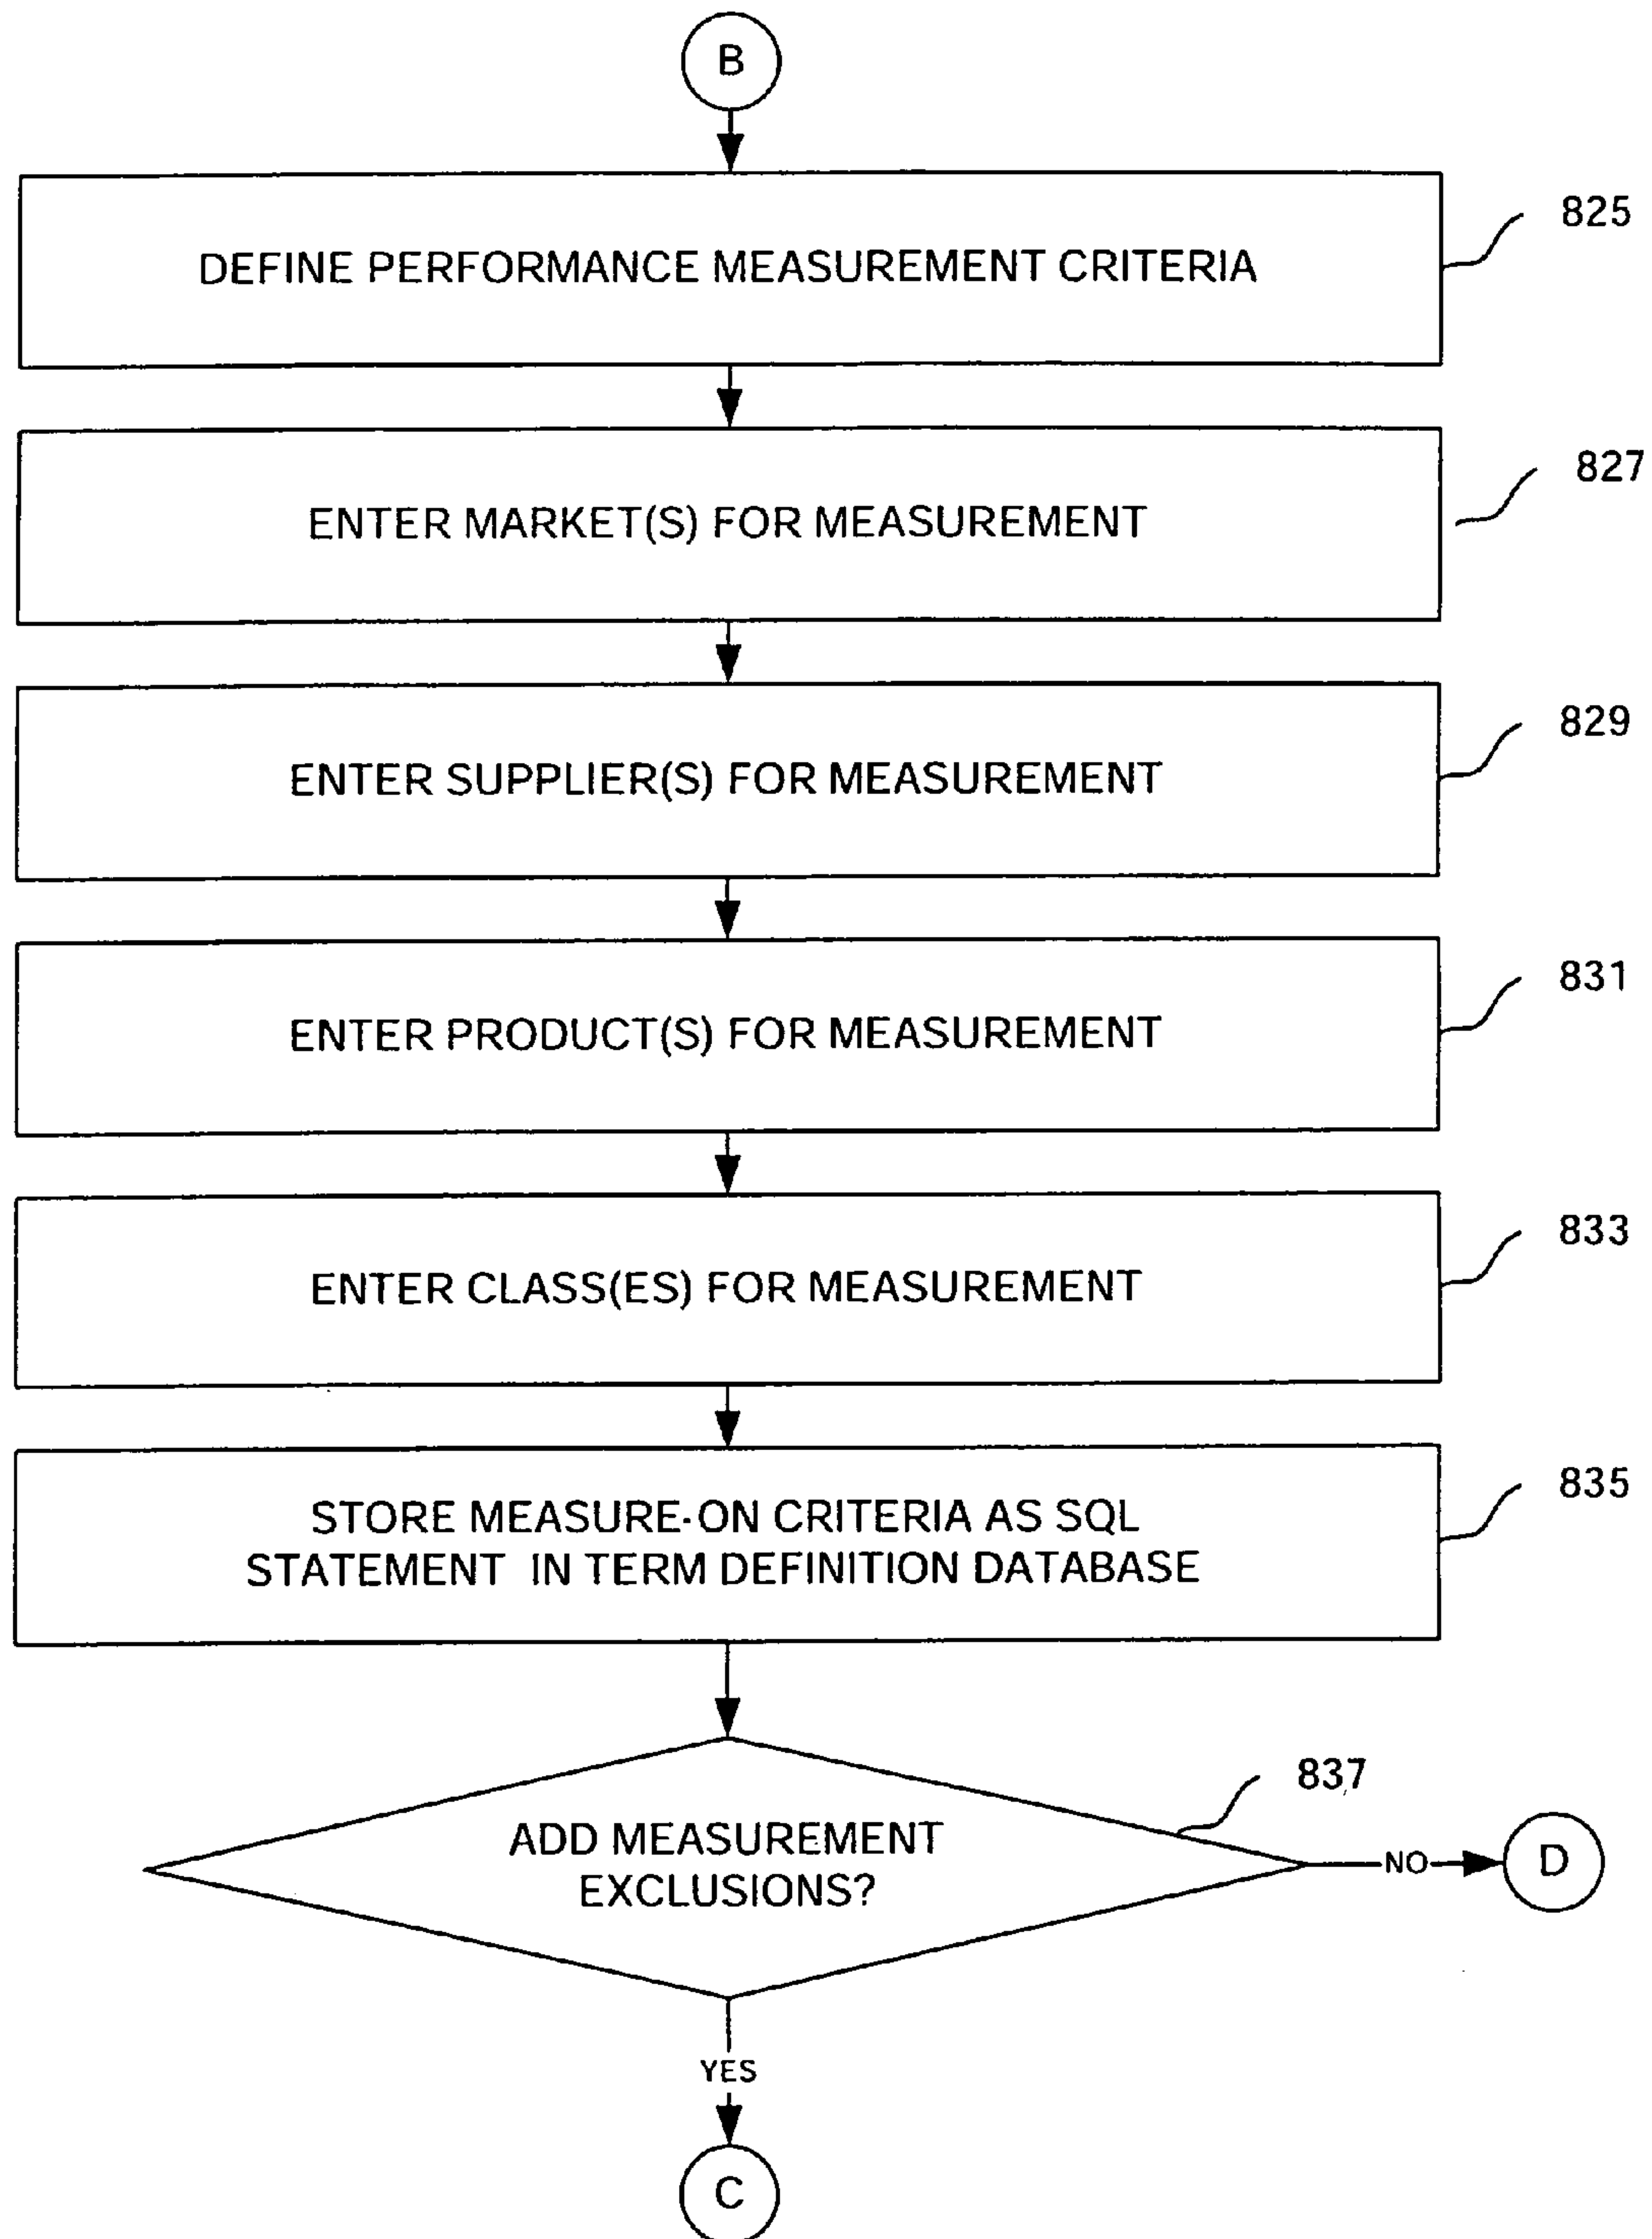 B
DEFINE PERFORMANCE MEASUREMENT CRITERIA
825
ENTER MARKET(S) FOR MEASUREMENT
827
ENTER SUPPLIER(S) FOR MEASUREMENT
829
ENTER PRODUCT(S) FOR MEASUREMENT
831
ENTER CLASS(ES) FOR MEASUREMENT
833
STORE MEASURE-ON CRITERIA AS SQL
STATEMENT IN TERM DEFINITION DATABASE
835
837
ADD MEASUREMENT
EXCLUSIONS?
NO
D
YES
C